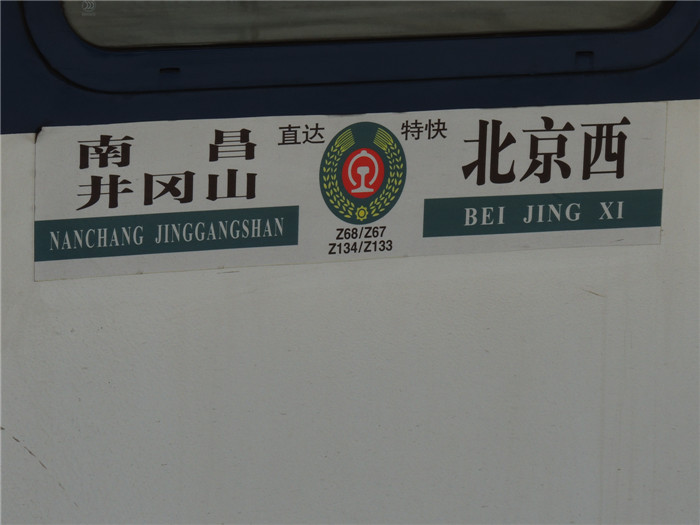 南昌
井冈山
NANCHANG JINGGANGSHAN
直达 特快
Z68/Z67
Z134/Z133
北京西
BEI JING XI